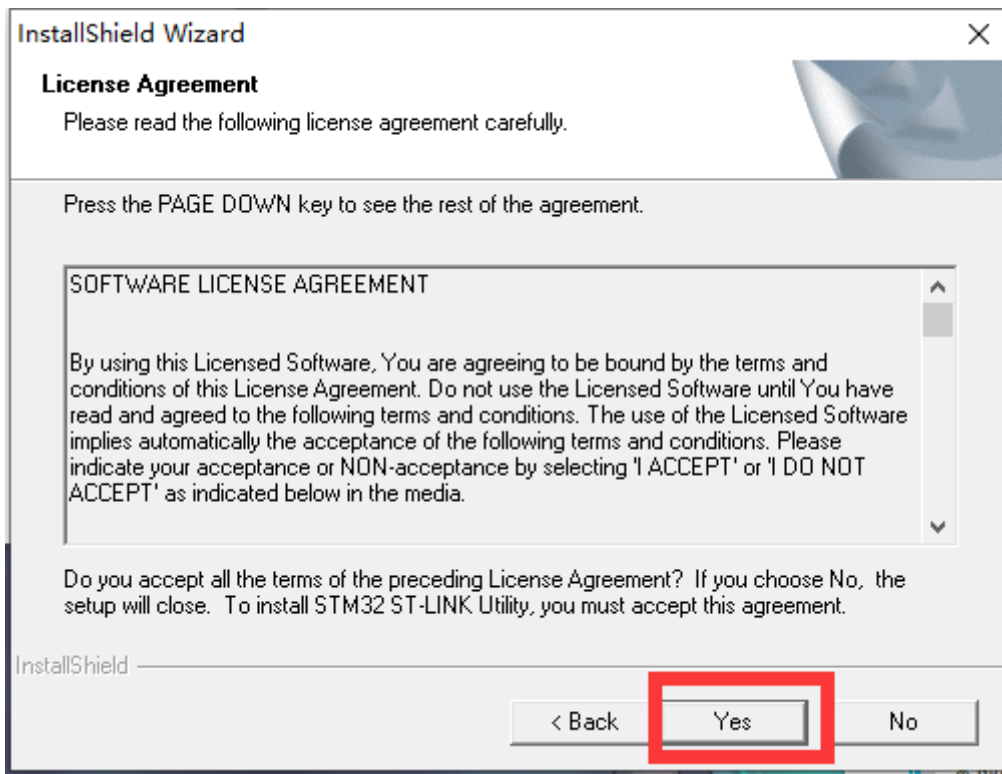 InstallShield Wizard
License Agreement
Please read the following license agreement carefully.
Press the PAGE DOWN key to see the rest of the agreement.
SOFTWARE LICENSE AGREEMENT
By using this Licensed Software, You are agreeing to be bound by the terms and
conditions of this License Agreement. Do not use the Licensed Software until You have
read and agreed to the following terms and conditions. The use of the Licensed Software
implies automatically the acceptance of the following terms and conditions. Please
indicate your acceptance or NON-acceptance by selecting 'I ACCEPT' or 'I DO NOT
ACCEPT' as indicated below in the media.
Do you accept all the terms of the preceding License Agreement?  If you choose No,  the
setup will close.  To install STM32 ST-LINK Utility, you must accept this agreement.
InstallShield
< Back
Yes
No